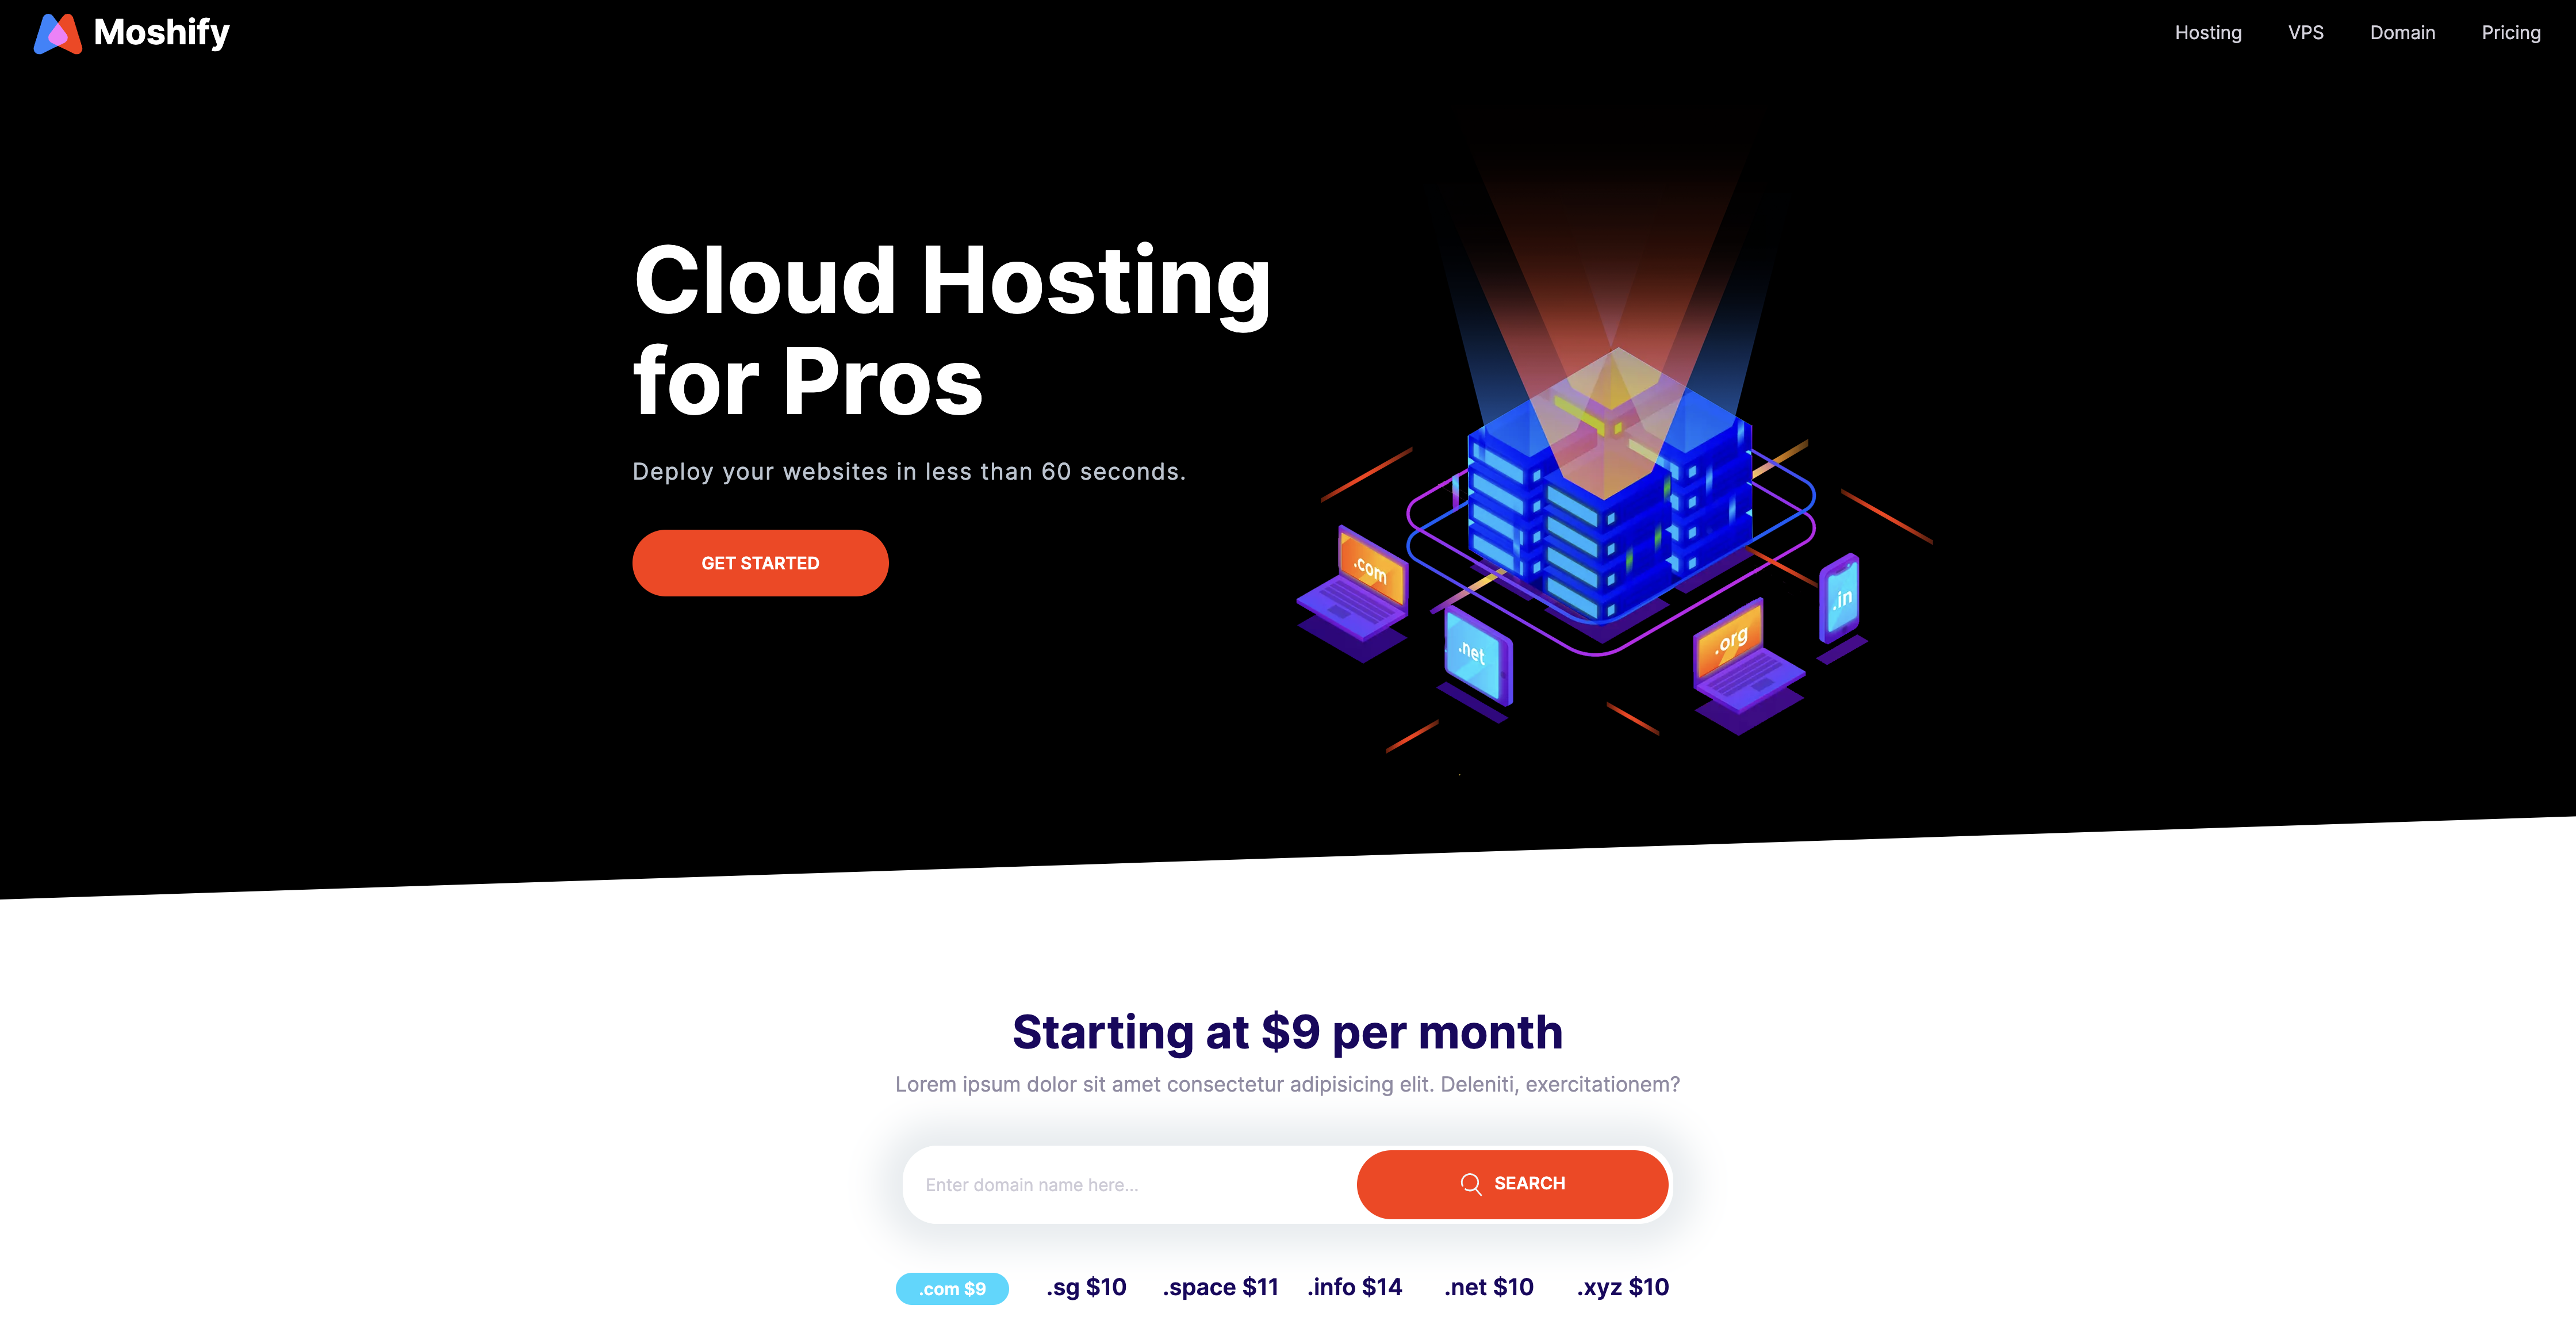 Moshify
Hosting VPS Domain Pricing
Cloud Hosting
for Pros
Deploy your websites in less than 60 seconds.
GET STARTED
.com
.net
.org
.in
Starting at $9 per month
Lorem ipsum dolor sit amet consectetur adipisicing elit. Deleniti, exercitationem?
Enter domain name here...
SEARCH
.com $9 .sg $10 .space $11 .info $14 .net $10 .xyz $10